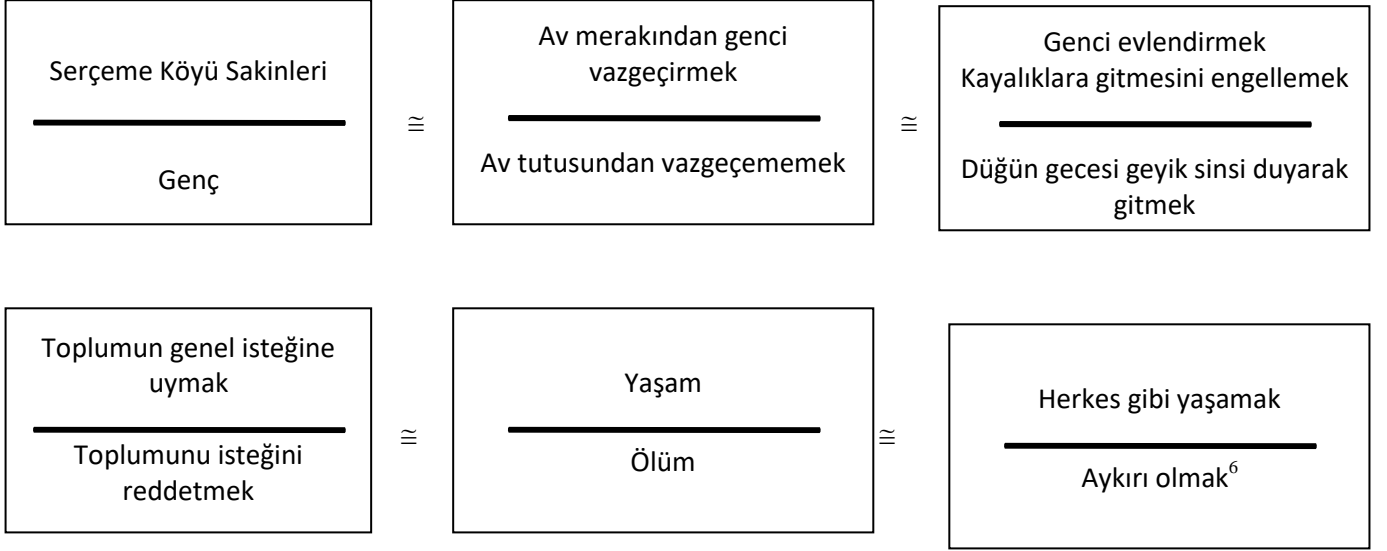 Serçeme Köyü Sakinleri
Genç
≅
Av merakından genci
vazgeçirmek
Av tutusundan vazgeçememek
≅
Genci evlendirmek
Kayalıklara gitmesini engellemek
Düğün gecesi geyik sinsi duyarak
gitmek
Toplumun genel isteğine
uymak
Toplumunu isteğini
reddetmek
≅
Yaşam
Ölüm
≅
Herkes gibi yaşamak
Aykırı olmak⁶